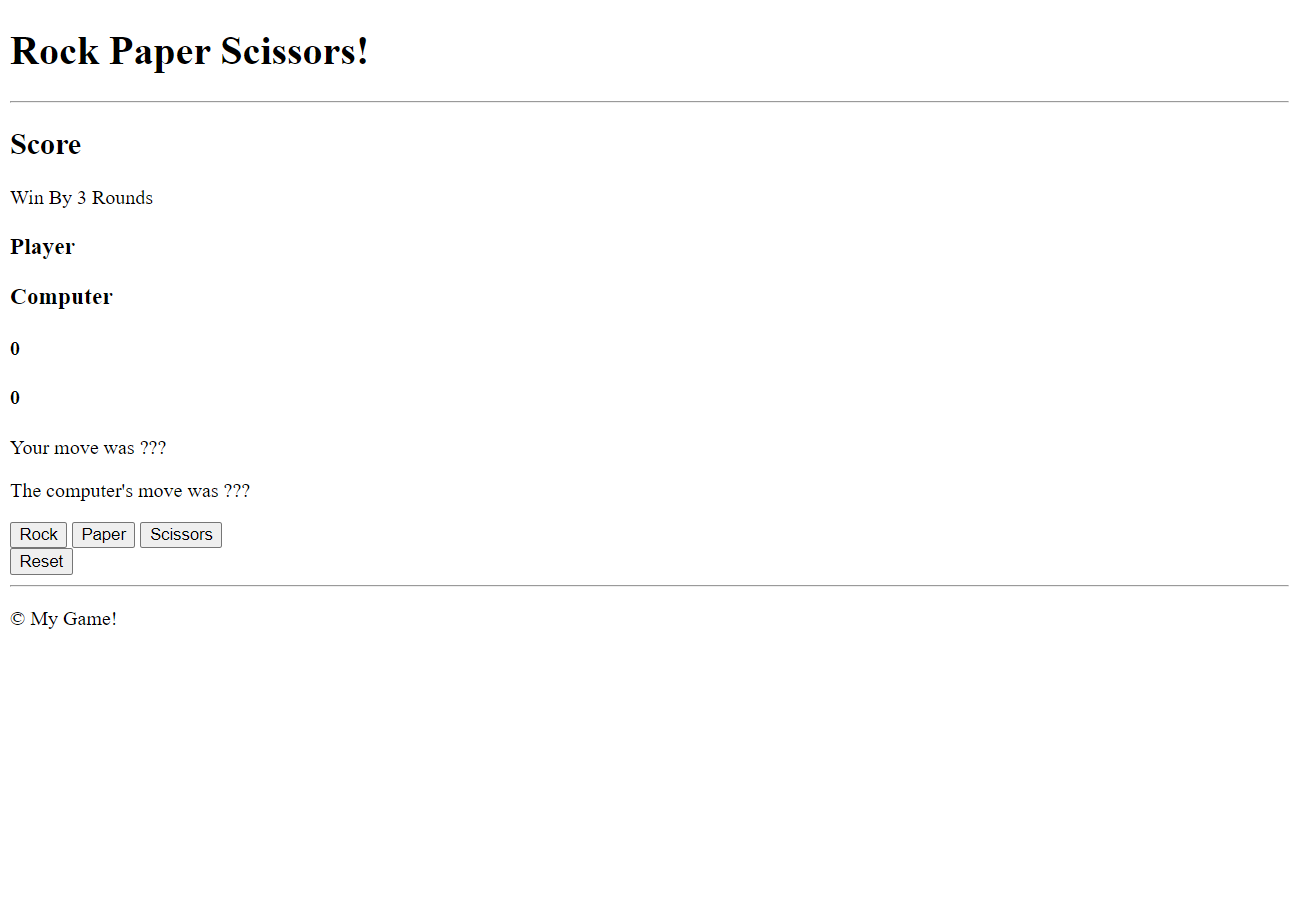 Rock Paper Scissors!
Score
Win By 3 Rounds
Player
Computer
0
0
Your move was ???
The computer's move was ???
Rock Paper Scissors
Reset
© My Game!